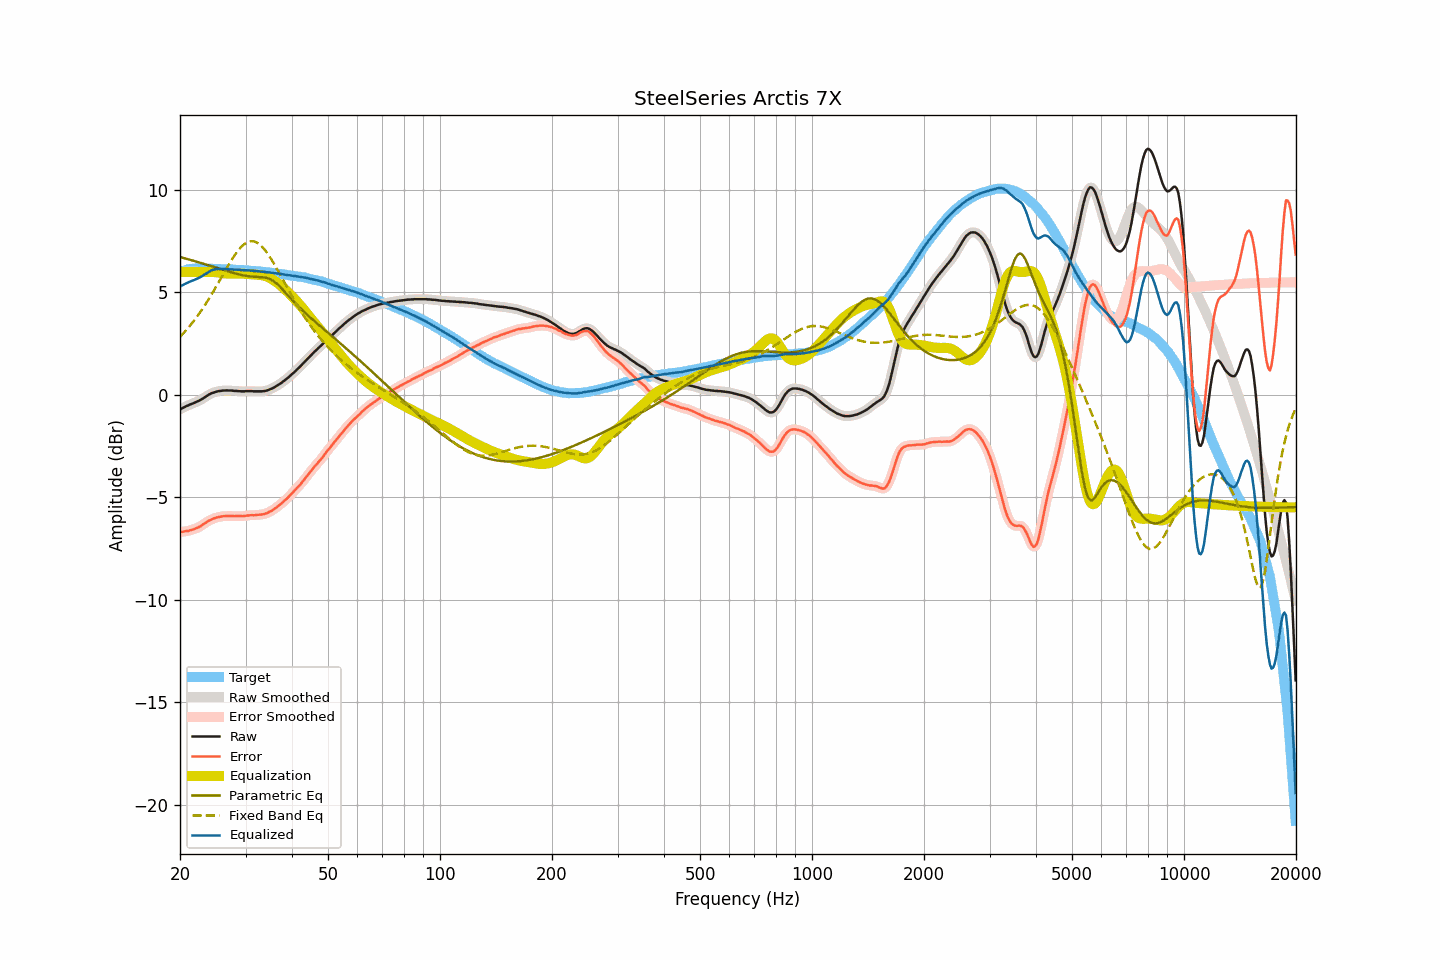 SteelSeries Arctis 7X
10
5
0
−5
−10
−15
−20
Amplitude (dBr)
Target
Raw Smoothed
Error Smoothed
Raw
Error
Equalization
Parametric Eq
Fixed Band Eq
Equalized
20 50 100 200 500 1000 2000 5000 10000 20000
Frequency (Hz)